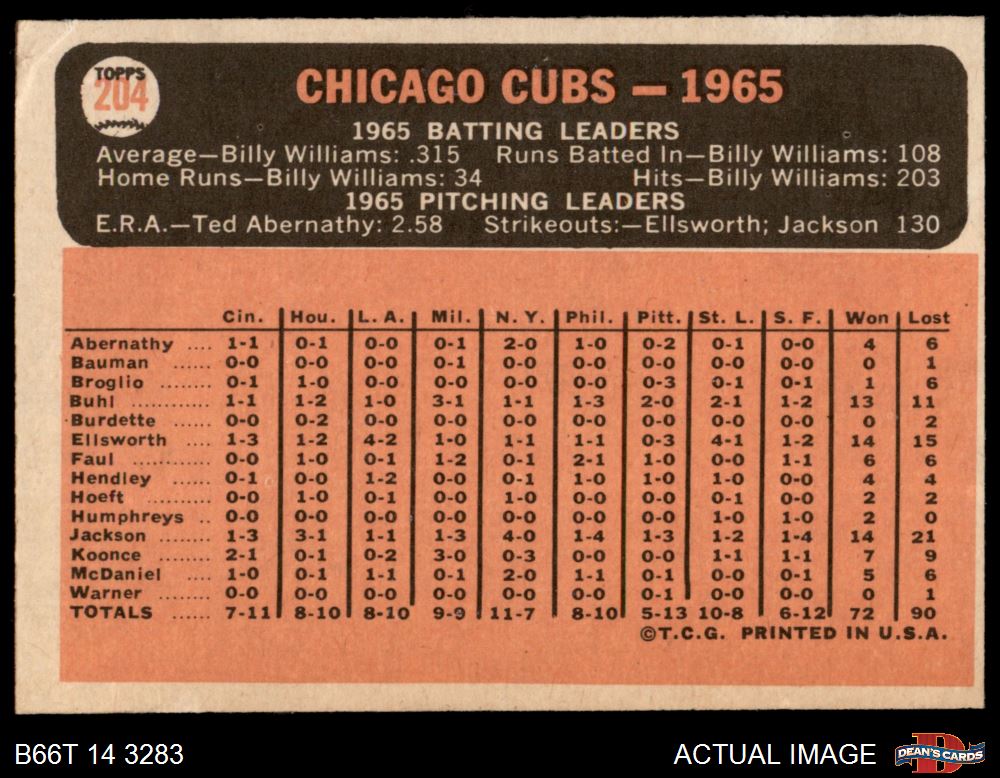 TOPPS
204
CHICAGO CUBS — 1965
1965 BATTING LEADERS
Average—Billy Williams: .315 Runs Batted In—Billy Williams: 108
Home Runs—Billy Williams: 34 Hits—Billy Williams: 203
1965 PITCHING LEADERS
E.R.A.—Ted Abernathy: 2.58 Strikeouts:—Ellsworth; Jackson 130
Cin. Hou. L. A. Mil. N. Y. Phil. Pitt. St. L. S. F. Won Lost
Abernathy .... 1-1 0-1 0-0 0-1 2-0 1-0 0-2 0-1 0-0 4 6
Bauman ...... 0-0 0-0 0-0 0-1 0-0 0-0 0-0 0-0 0-0 0 1
Broglio ........ 0-1 1-0 0-0 0-0 0-0 0-0 0-3 0-1 0-1 1 6
Buhl ............ 1-1 1-2 1-0 3-1 1-1 1-3 2-0 2-1 1-2 13 11
Burdette ...... 0-0 0-2 0-0 0-0 0-0 0-0 0-0 0-0 0-0 0 2
Ellsworth .... 1-3 1-2 4-2 1-0 1-1 1-1 0-3 4-1 1-2 14 15
Faul ............ 0-0 1-0 0-1 1-2 0-1 2-1 1-0 0-0 1-1 6 6
Hendley ...... 0-1 0-0 1-2 0-0 0-1 1-0 1-0 1-0 0-0 4 4
Hoeft .......... 0-0 1-0 0-1 0-0 1-0 0-0 0-0 0-1 0-0 2 2
Humphreys .. 0-0 0-0 0-0 0-0 0-0 0-0 0-0 1-0 1-0 2 0
Jackson ...... 1-3 3-1 1-1 1-3 4-0 1-4 1-3 1-2 1-4 14 21
Koonce ...... 2-1 0-1 0-2 3-0 0-3 0-0 0-0 1-1 1-1 7 9
McDaniel .... 1-0 0-1 1-1 0-1 2-0 1-1 0-1 0-0 0-1 5 6
Warner ........ 0-0 0-0 0-0 0-0 0-0 0-0 0-1 0-0 0-0 0 1
TOTALS ...... 7-11 8-10 8-10 9-9 11-7 8-10 5-13 10-8 6-12 72 90
©T.C.G. PRINTED IN U.S.A.
B66T 14 3283 ACTUAL IMAGE DEAN'S CARDS